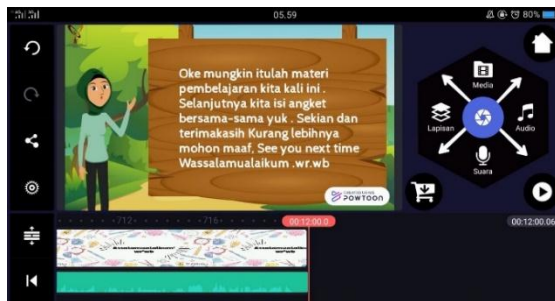 05.59
80%
Oke mungkin itulah materi
pembelajaran kita kali ini .
Selanjutnya kita isi angket
bersama-sama yuk . Sekian dan
terimakasih Kurang lebihnya
mohon maaf, See you next time
Wassalamualaikum .wr.wb
POWTOON
Media
Lapisan
Audio
Suara
712
716
00:12:00.0
00:12:00.06